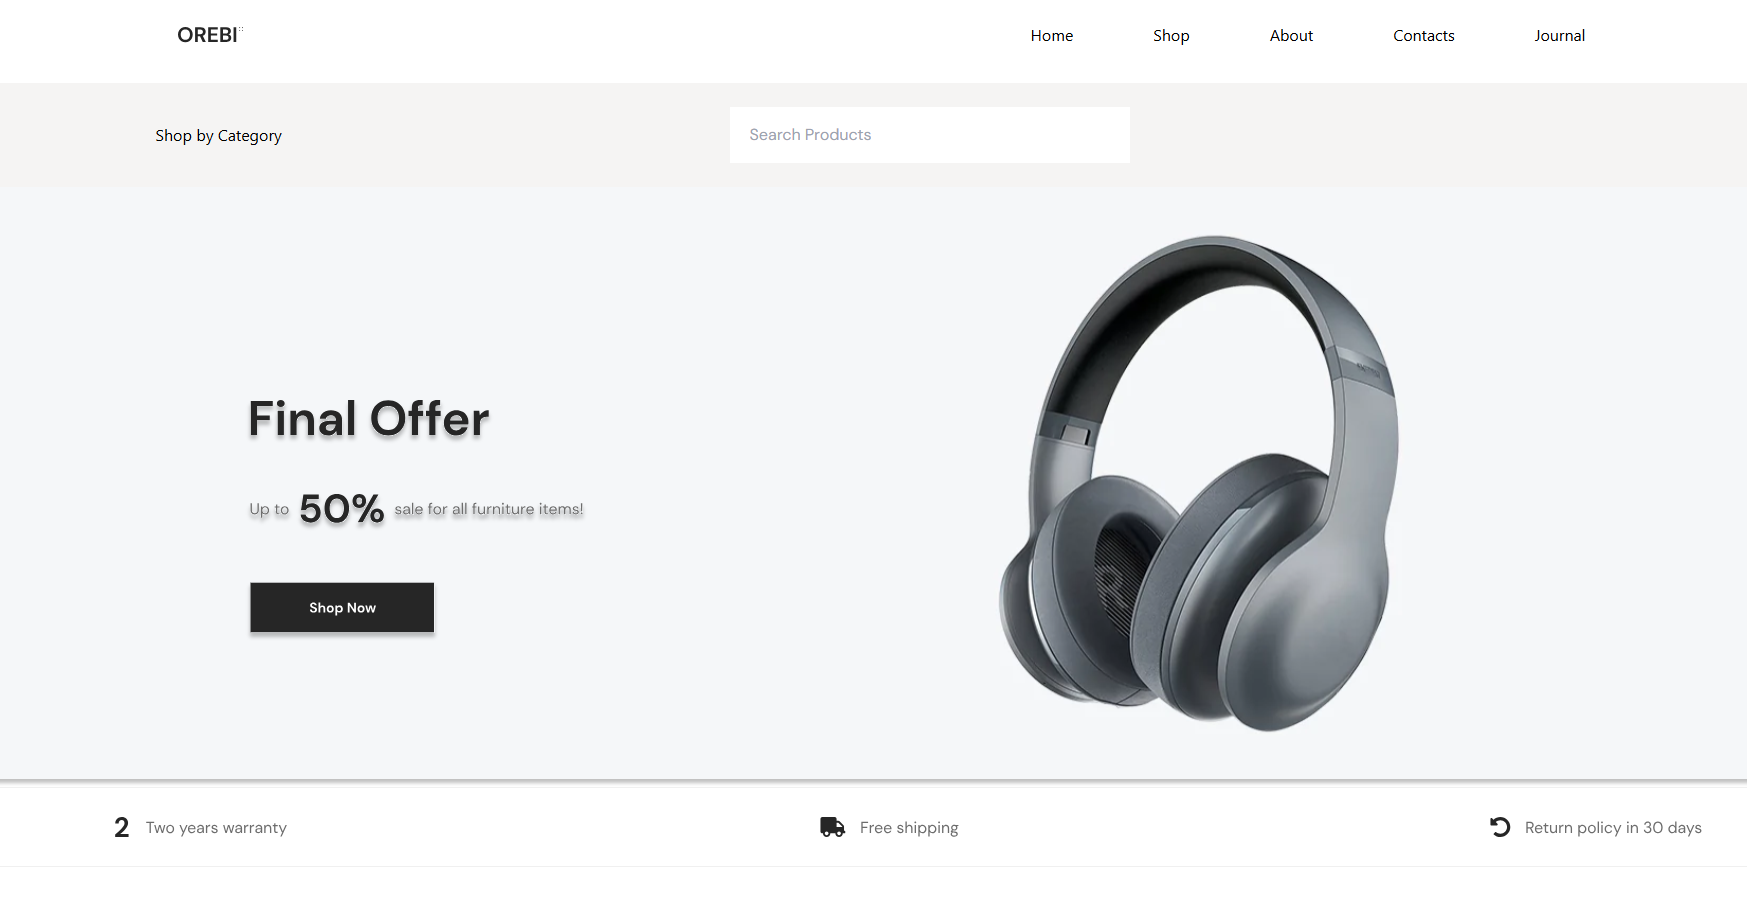 OREBI
Home Shop About Contacts Journal
Shop by Category
Search Products
Final Offer
Up to 50% sale for all furniture items!
Shop Now
2 Two years warranty
Free shipping
Return policy in 30 days